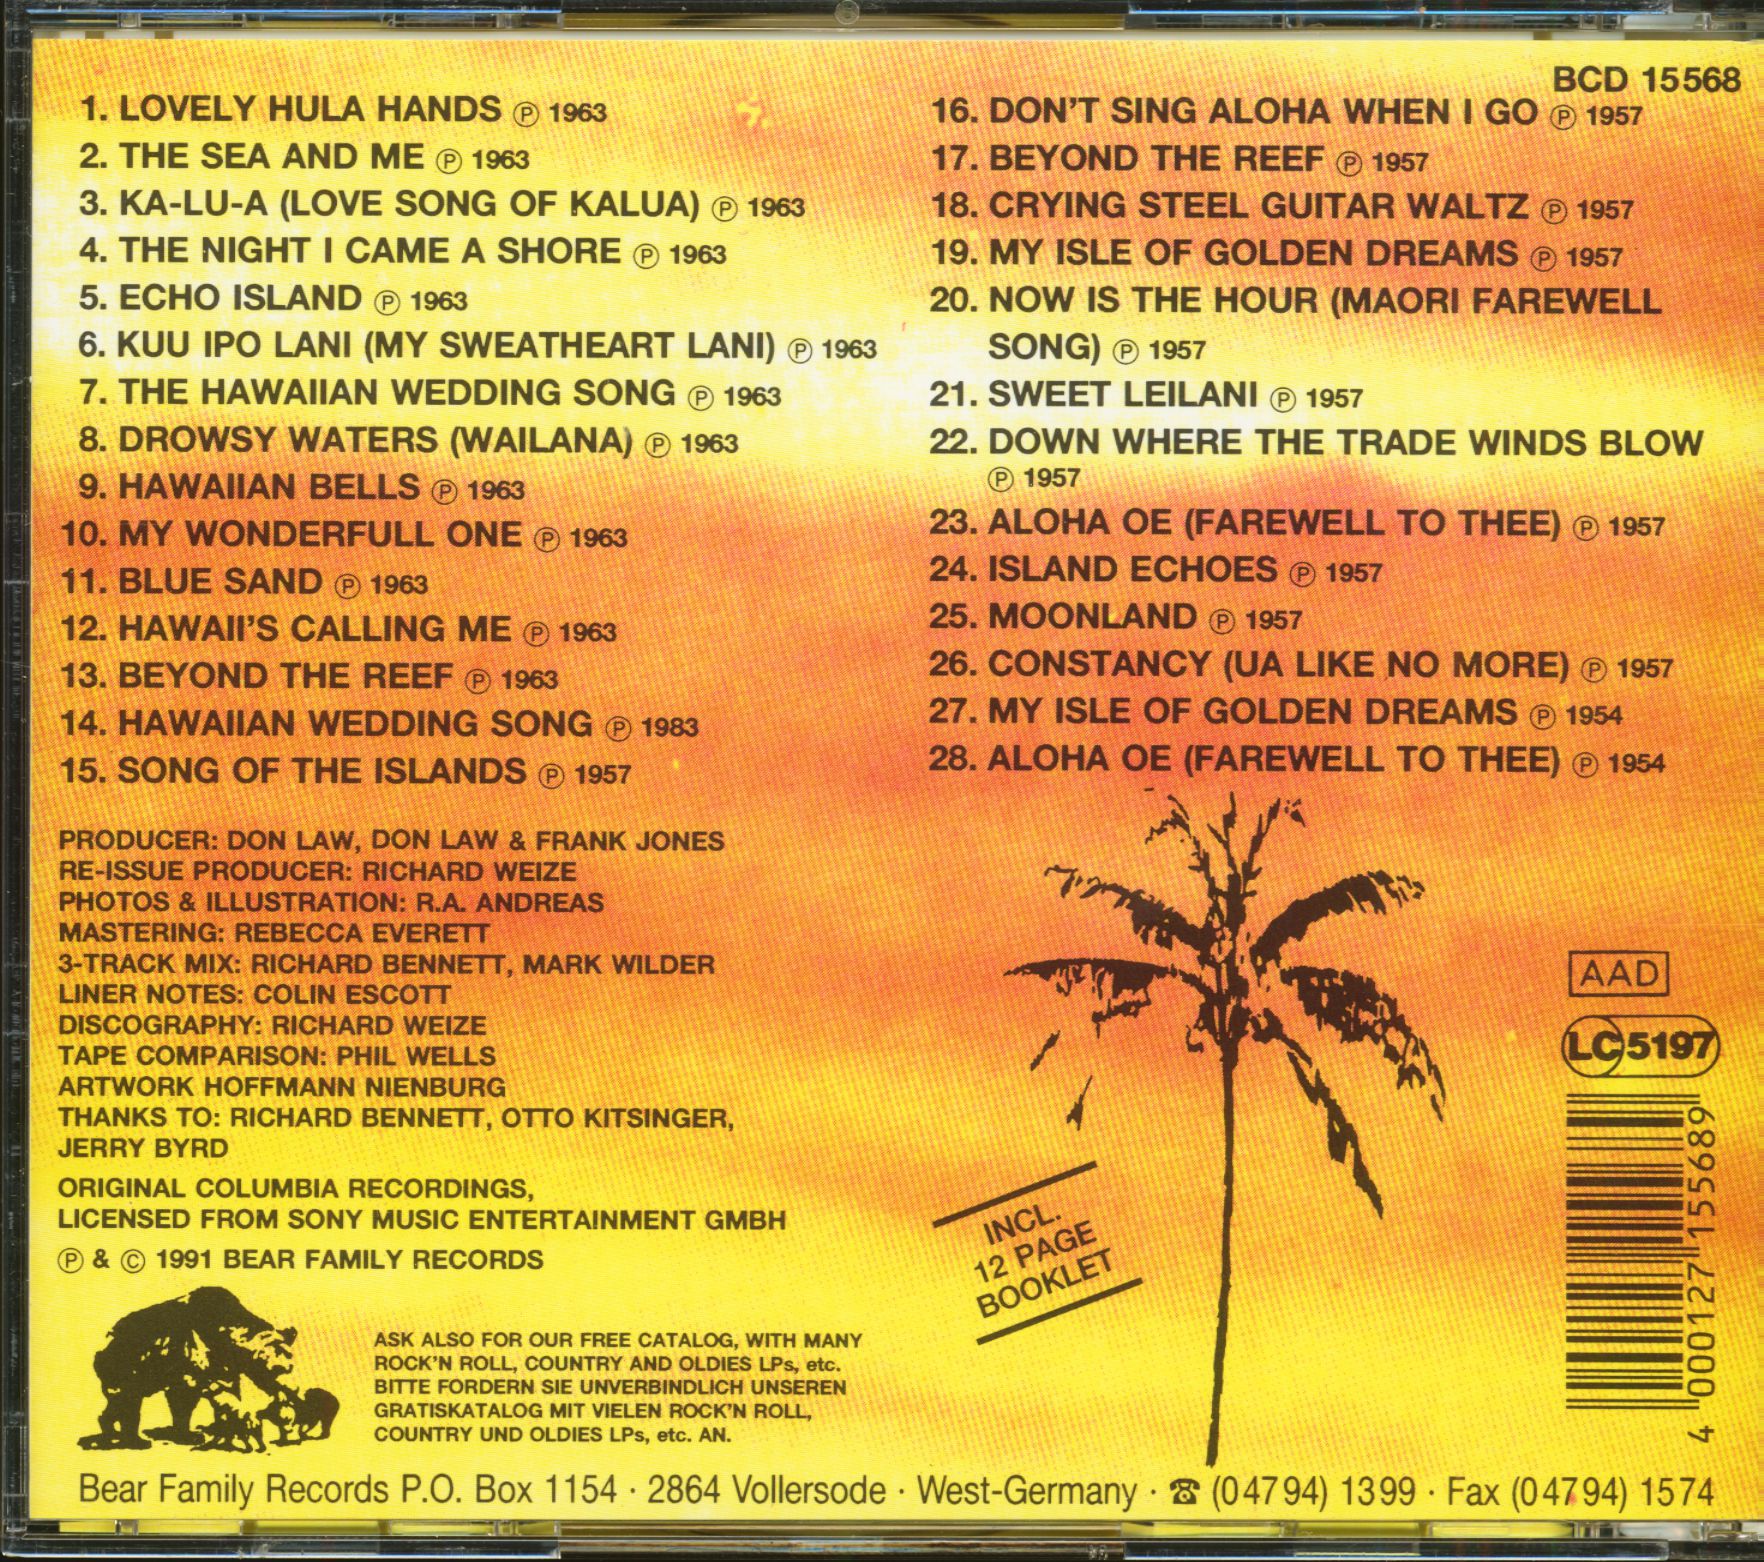 BCD 15568
1. LOVELY HULA HANDS Ⓟ 1963
2. THE SEA AND ME Ⓟ 1963
3. KA-LU-A (LOVE SONG OF KALUA) Ⓟ 1963
4. THE NIGHT I CAME A SHORE Ⓟ 1963
5. ECHO ISLAND Ⓟ 1963
6. KUU IPO LANI (MY SWEATHEART LANI) Ⓟ 1963
7. THE HAWAIIAN WEDDING SONG Ⓟ 1963
8. DROWSY WATERS (WAILANA) Ⓟ 1963
9. HAWAIIAN BELLS Ⓟ 1963
10. MY WONDERFULL ONE Ⓟ 1963
11. BLUE SAND Ⓟ 1963
12. HAWAII'S CALLING ME Ⓟ 1963
13. BEYOND THE REEF Ⓟ 1963
14. HAWAIIAN WEDDING SONG Ⓟ 1983
15. SONG OF THE ISLANDS Ⓟ 1957
16. DON'T SING ALOHA WHEN I GO Ⓟ 1957
17. BEYOND THE REEF Ⓟ 1957
18. CRYING STEEL GUITAR WALTZ Ⓟ 1957
19. MY ISLE OF GOLDEN DREAMS Ⓟ 1957
20. NOW IS THE HOUR (MAORI FAREWELL
SONG) Ⓟ 1957
21. SWEET LEILANI Ⓟ 1957
22. DOWN WHERE THE TRADE WINDS BLOW
Ⓟ 1957
23. ALOHA OE (FAREWELL TO THEE) Ⓟ 1957
24. ISLAND ECHOES Ⓟ 1957
25. MOONLAND Ⓟ 1957
26. CONSTANCY (UA LIKE NO MORE) Ⓟ 1957
27. MY ISLE OF GOLDEN DREAMS Ⓟ 1954
28. ALOHA OE (FAREWELL TO THEE) Ⓟ 1954
PRODUCER: DON LAW, DON LAW & FRANK JONES
RE-ISSUE PRODUCER: RICHARD WEIZE
PHOTOS & ILLUSTRATION: R.A. ANDREAS
MASTERING: REBECCA EVERETT
3-TRACK MIX: RICHARD BENNETT, MARK WILDER
LINER NOTES: COLIN ESCOTT
DISCOGRAPHY: RICHARD WEIZE
TAPE COMPARISON: PHIL WELLS
ARTWORK HOFFMANN NIENBURG
THANKS TO: RICHARD BENNETT, OTTO KITSINGER,
JERRY BYRD
ORIGINAL COLUMBIA RECORDINGS,
LICENSED FROM SONY MUSIC ENTERTAINMENT GMBH
Ⓟ & © 1991 BEAR FAMILY RECORDS
INCL.
12 PAGE
BOOKLET
AAD
LC 5197
4 000127 155689
ASK ALSO FOR OUR FREE CATALOG, WITH MANY
ROCK'N ROLL, COUNTRY AND OLDIES LPs, etc.
BITTE FORDERN SIE UNVERBINDLICH UNSEREN
GRATISKATALOG MIT VIELEN ROCK'N ROLL,
COUNTRY UND OLDIES LPs, etc. AN.
Bear Family Records P.O. Box 1154 · 2864 Vollersode · West-Germany · ☎ (04794) 1399 · Fax (04794) 1574